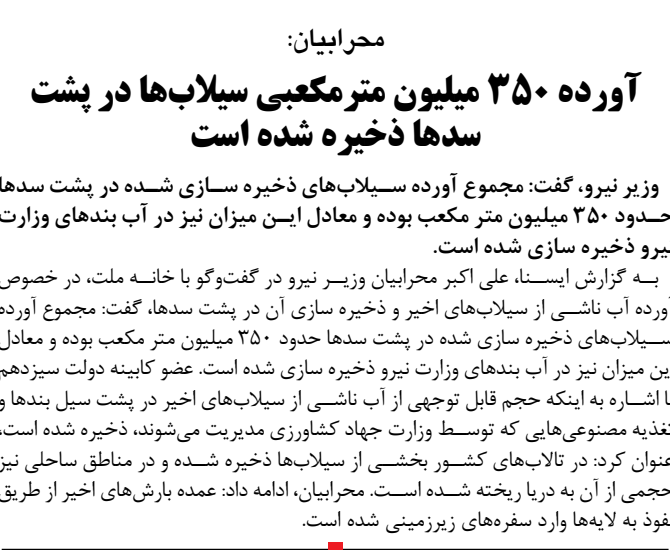 محرابیان:
آورده ۳۵۰ میلیون مترمکعبی سیلاب‌ها در پشت
سدها ذخیره شده است
وزیر نیرو، گفت: مجموع آورده سیلاب‌های ذخیره سازی شده در پشت سدها
حدود ۳۵۰ میلیون متر مکعب بوده و معادل این میزان نیز در آب بندهای وزارت
نیرو ذخیره سازی شده است.
به گزارش ایسنا، علی اکبر محرابیان وزیر نیرو در گفت‌وگو با خانه ملت، در خصوص
آورده آب ناشی از سیلاب‌های اخیر و ذخیره سازی آن در پشت سدها، گفت: مجموع آورده
سیلاب‌های ذخیره سازی شده در پشت سدها حدود ۳۵۰ میلیون متر مکعب بوده و معادل
این میزان نیز در آب بندهای وزارت نیرو ذخیره سازی شده است. عضو کابینه دولت سیزدهم
با اشاره به اینکه حجم قابل توجهی از آب ناشی از سیلاب‌های اخیر در پشت سیل بندها و
تغذیه مصنوعی‌هایی که توسط وزارت جهاد کشاورزی مدیریت می‌شوند، ذخیره شده است،
عنوان کرد: در تالاب‌های کشور بخشی از سیلاب‌ها ذخیره شده و در مناطق ساحلی نیز
حجمی از آن به دریا ریخته شده است. محرابیان، ادامه داد: عمده بارش‌های اخیر از طریق
نفوذ به لایه‌ها وارد سفره‌های زیرزمینی شده است.